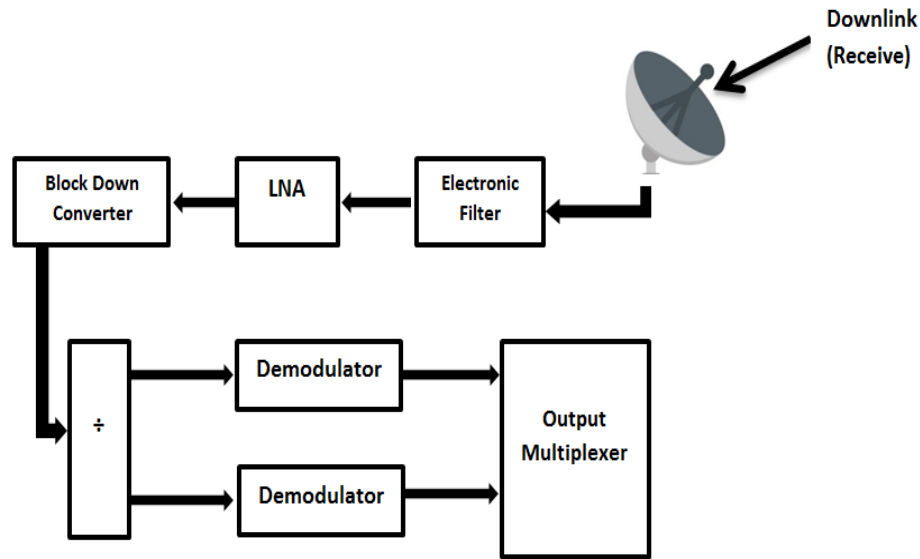 Downlink
(Receive)
Block Down
Converter
LNA
Electronic
Filter
÷
Demodulator
Demodulator
Output
Multiplexer